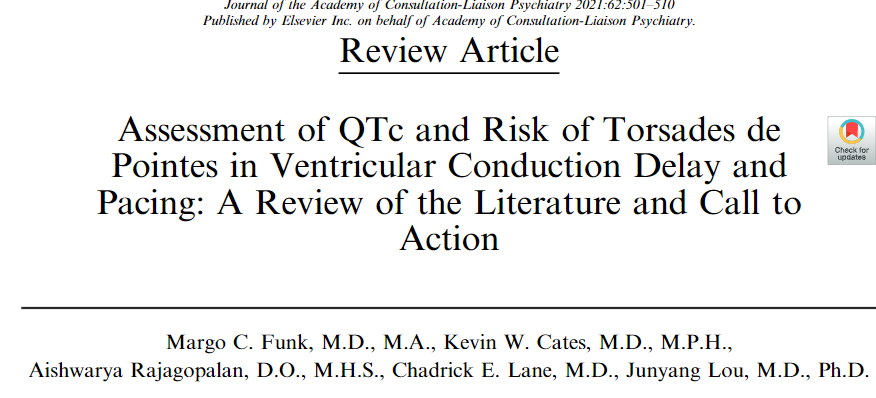 Journal of the Academy of Consultation-Liaison Psychiatry 2021:62:501–510
Published by Elsevier Inc. on behalf of Academy of Consultation-Liaison Psychiatry.
Review Article
Assessment of QTc and Risk of Torsades de
Pointes in Ventricular Conduction Delay and
Pacing: A Review of the Literature and Call to
Action
Check for
updates
Margo C. Funk, M.D., M.A., Kevin W. Cates, M.D., M.P.H.,
Aishwarya Rajagopalan, D.O., M.H.S., Chadrick E. Lane, M.D., Junyang Lou, M.D., Ph.D.